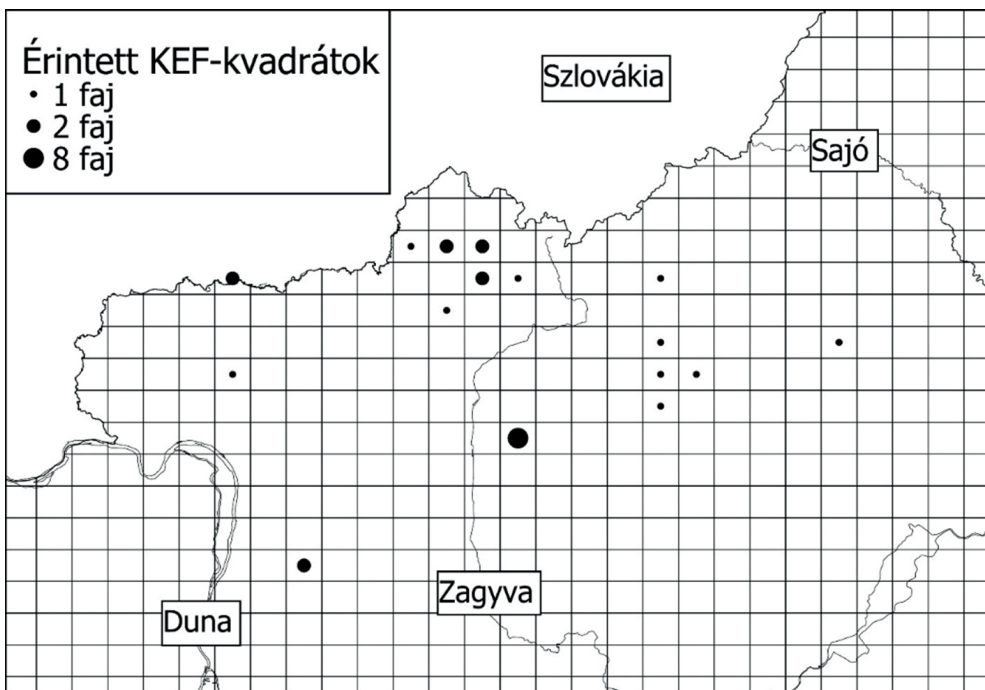 Érintett KEF-kvadrátok
1 faj
2 faj
8 faj
Szlovákia
Sajó
Zagyva
Duna